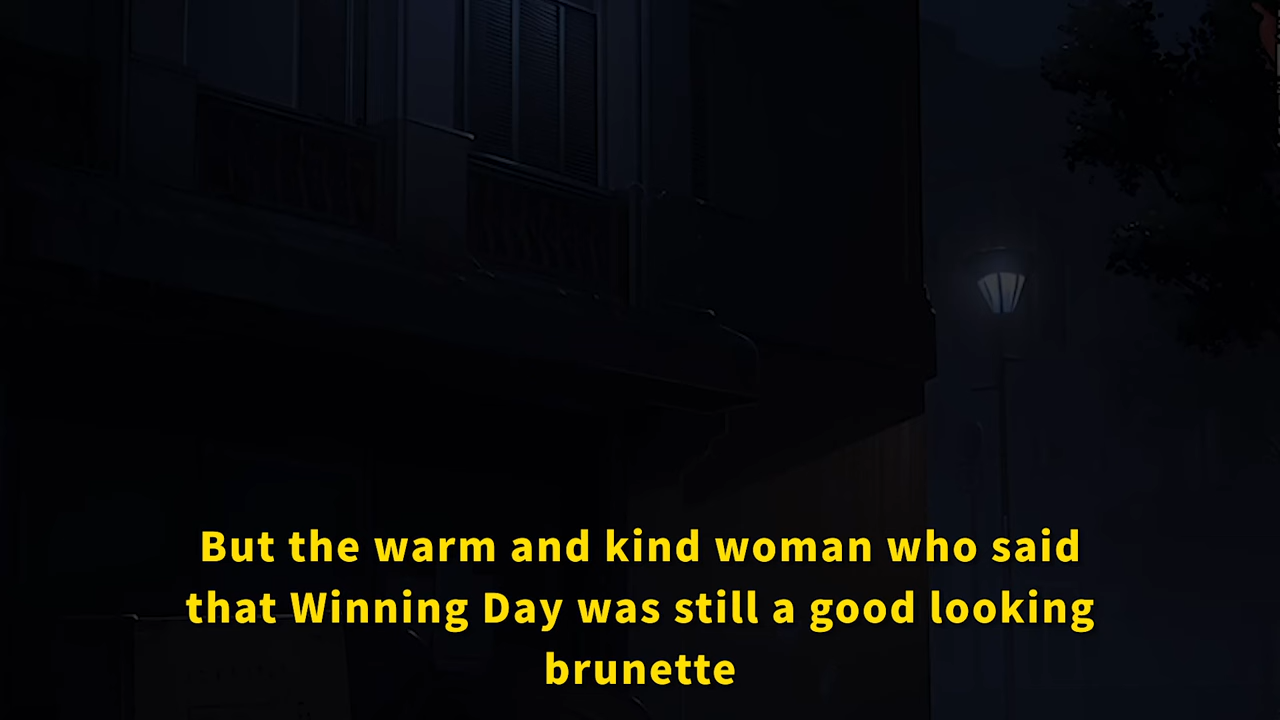 But the warm and kind woman who said
that Winning Day was still a good looking
brunette